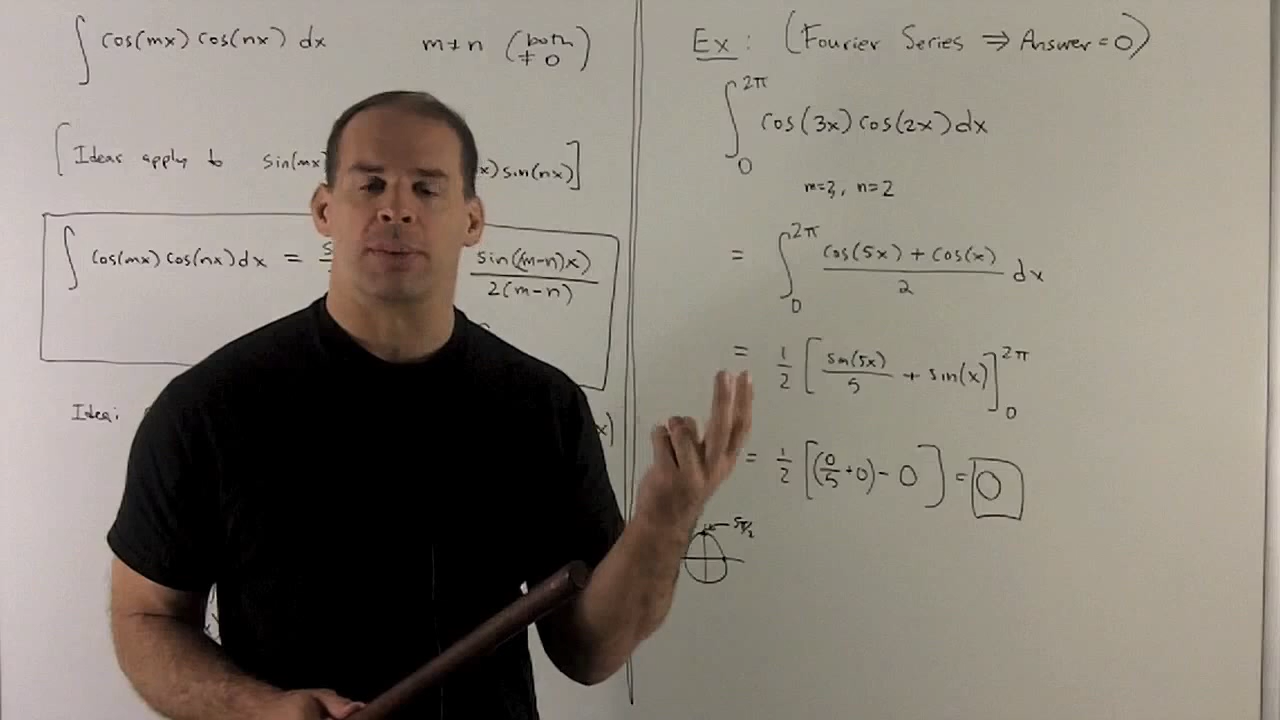 ∫ cos(mx) cos(nx) dx m ≠ n (both ≠ 0)
[Ideas apply to sin(mx) x) sin(nx)]
∫ cos(mx) cos(nx) dx = sin((m-n)x) / 2(m-n)
Idea: x)
Ex: (Fourier Series ⇒ Answer = 0)
∫₀^2π cos(3x) cos(2x) dx
m=3, n=2
= ∫₀^2π (cos(5x) + cos(x)) / 2 dx
= 1/2 [sin(5x)/5 + sin(x)]₀^2π
= 1/2 [(0/5 + 0) - 0] = 0
5π/2